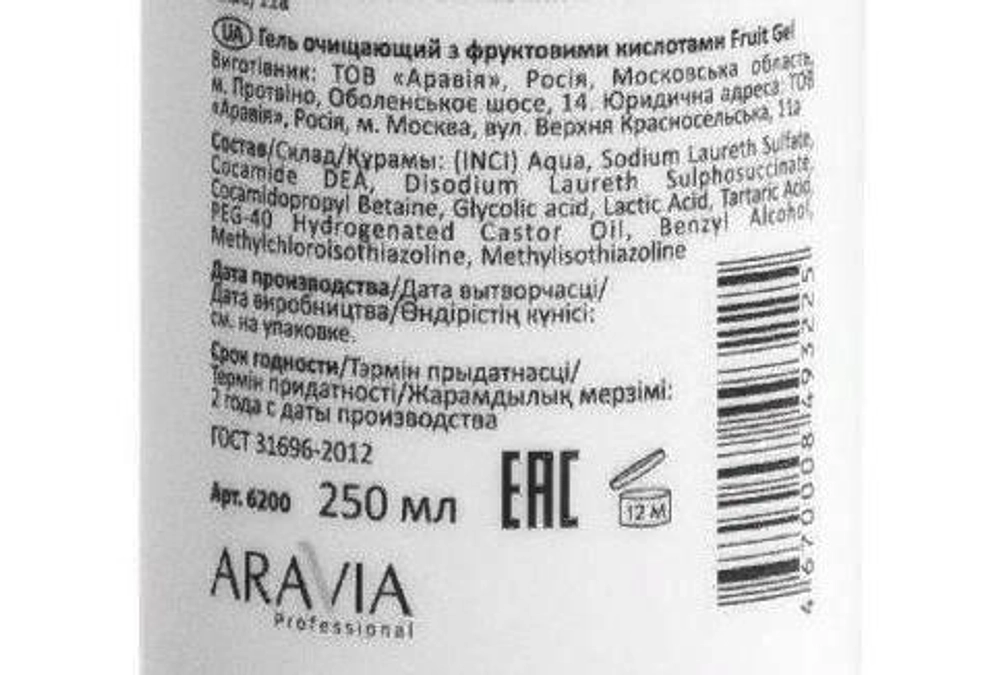 UA Гель очищающий з фруктовими кислотами Fruit Gel
Виготівник: ТОВ «Аравія», Росія, Московська область,
м. Протвіно, Оболенськоє шосе, 14. Юридична адреса: ТОВ
«Аравія», Росія, м. Москва, вул. Верхня Красносельська, 11а
Состав/Склад/Құрамы: (INCI) Aqua, Sodium Laureth Sulfate,
Cocamide DEA, Disodium Laureth Sulphosuccinate,
Cocamidopropyl Betaine, Glycolic acid, Lactic Acid, Tartaric Acid,
PEG-40 Hydrogenated Castor Oil, Benzyl Alcohol,
Methylchloroisothiazoline, Methylisothiazoline
Дата производства/Дата вытворчасці/
Дата виробництва/Өндірістің күнісі:
см. на упаковке.
Срок годности/Тэрмін прыдатнасці/
Термін придатності/Жарамдылық мерзімі:
2 года с даты производства
ГОСТ 31696-2012
Арт. 6200 250 мл
EAC
12 M
ARAVIA
Professional
4 670008 493225